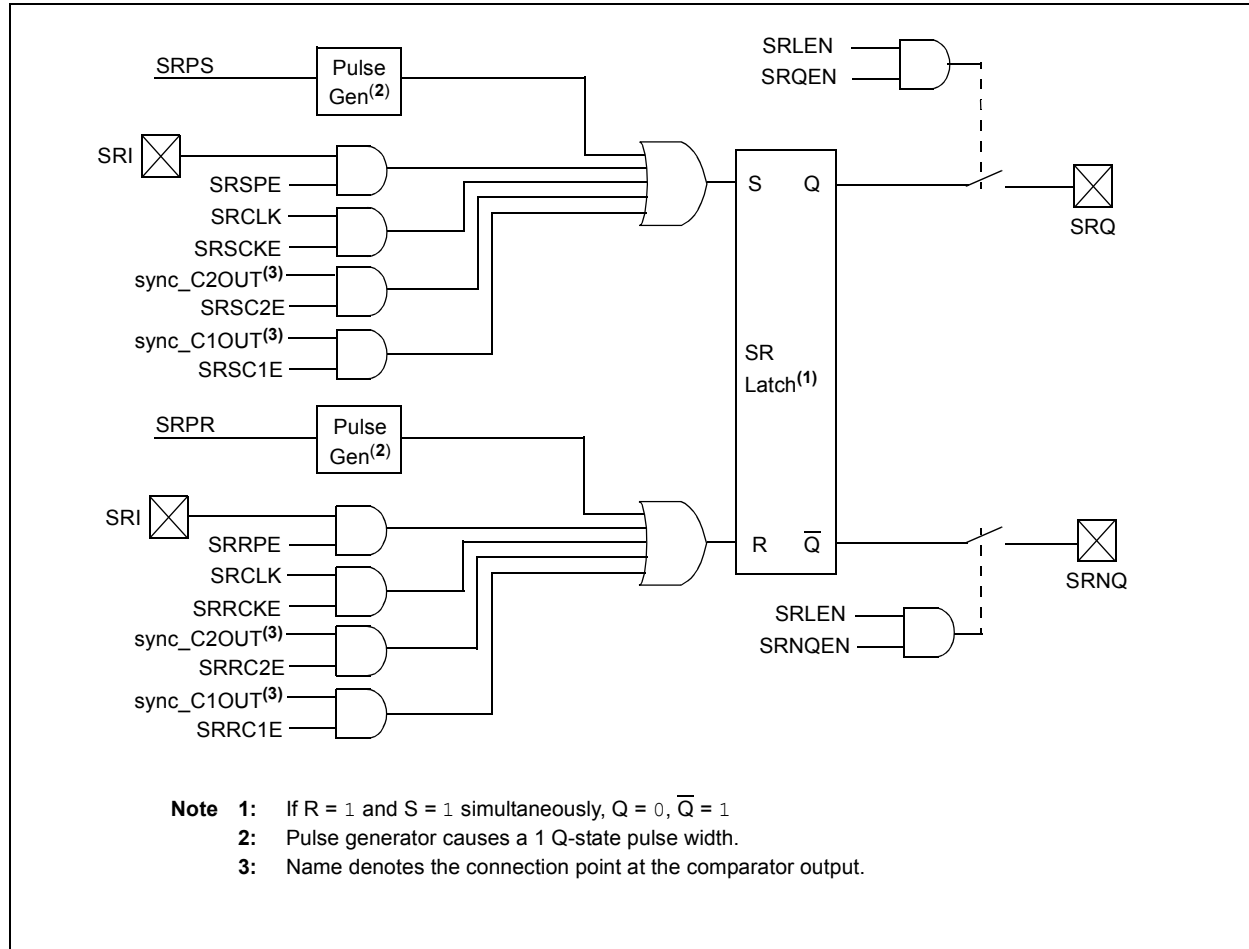 SRPS
Pulse
Gen(2)
SRI
SRSPE
SRCLK
SRSCKE
sync_C2OUT(3)
SRSC2E
sync_C1OUT(3)
SRSC1E
SRPR
Pulse
Gen(2)
SRI
SRRPE
SRCLK
SRRCKE
sync_C2OUT(3)
SRRC2E
sync_C1OUT(3)
SRRC1E
S Q
SR
Latch(1)
R Q̅
SRLEN
SRQEN
SRQ
SRLEN
SRNQEN
SRNQ
Note 1: If R = 1 and S = 1 simultaneously, Q = 0, Q̅ = 1
2: Pulse generator causes a 1 Q-state pulse width.
3: Name denotes the connection point at the comparator output.